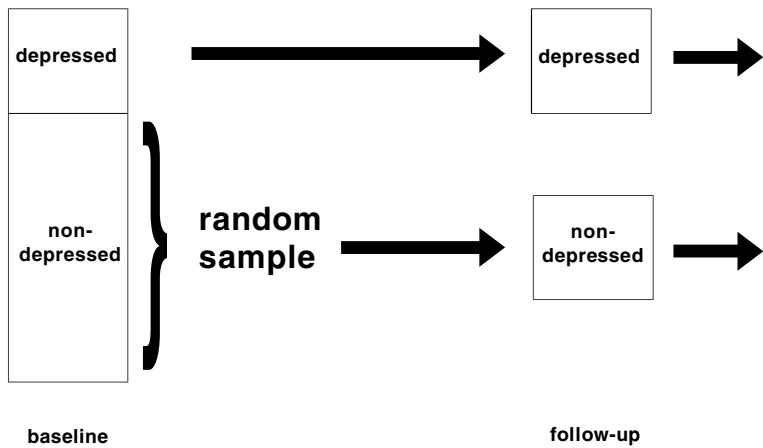 depressed
depressed
non-
depressed
random
sample
non-
depressed
baseline
follow-up